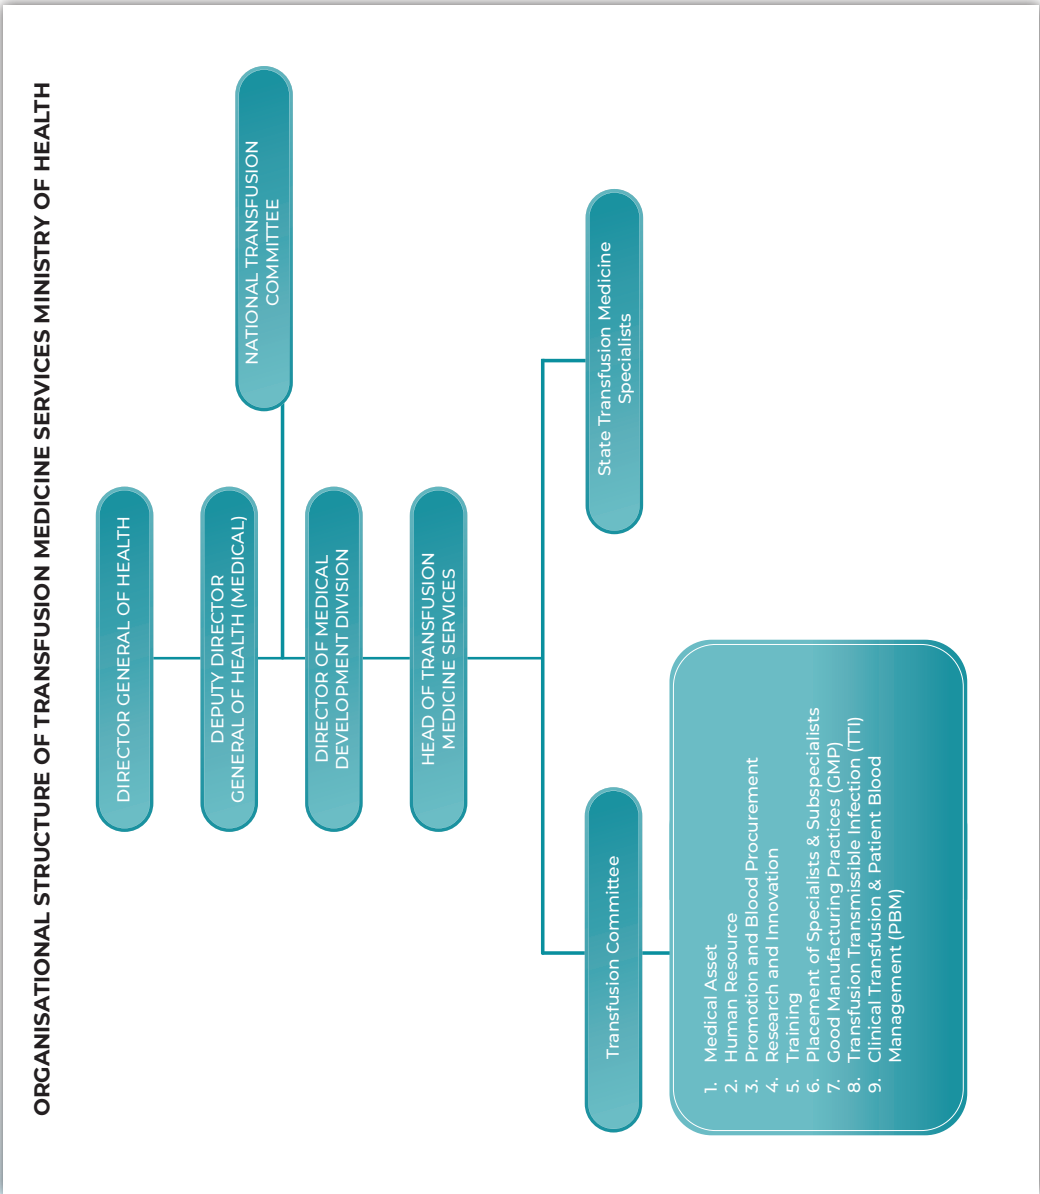 ORGANISATIONAL STRUCTURE OF TRANSFUSION MEDICINE SERVICES MINISTRY OF HEALTH
DIRECTOR GENERAL OF HEALTH
DEPUTY DIRECTOR
GENERAL OF HEALTH (MEDICAL)
NATIONAL TRANSFUSION
COMMITTEE
DIRECTOR OF MEDICAL
DEVELOPMENT DIVISION
HEAD OF TRANSFUSION
MEDICINE SERVICES
Transfusion Committee
State Transfusion Medicine
Specialists
1. Medical Asset
2. Human Resource
3. Promotion and Blood Procurement
4. Research and Innovation
5. Training
6. Placement of Specialists & Subspecialists
7. Good Manufacturing Practices (GMP)
8. Transfusion Transmissible Infection (TTI)
9. Clinical Transfusion & Patient Blood
Management (PBM)